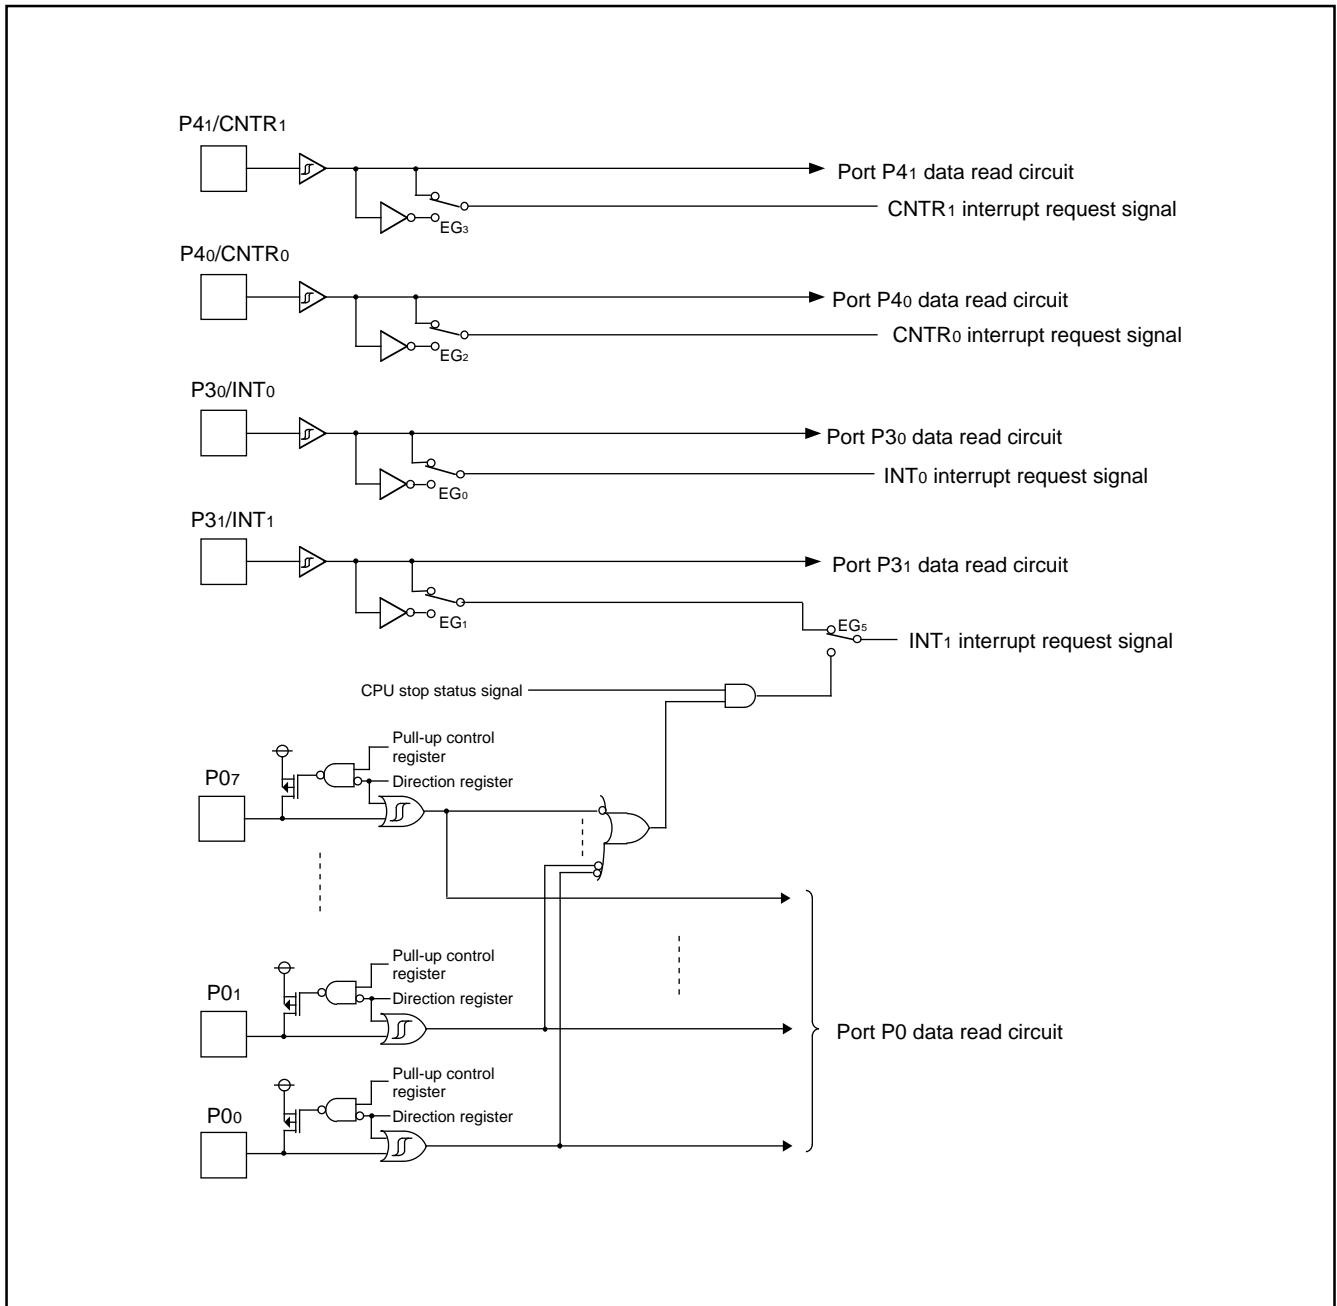 P41/CNTR1
Port P41 data read circuit
CNTR1 interrupt request signal
EG3
P40/CNTR0
Port P40 data read circuit
CNTR0 interrupt request signal
EG2
P30/INT0
Port P30 data read circuit
INT0 interrupt request signal
EG0
P31/INT1
Port P31 data read circuit
EG1
EG5
INT1 interrupt request signal
CPU stop status signal
Pull-up control
register
Direction register
P07
Pull-up control
register
Direction register
P01
Port P0 data read circuit
Pull-up control
register
Direction register
P00